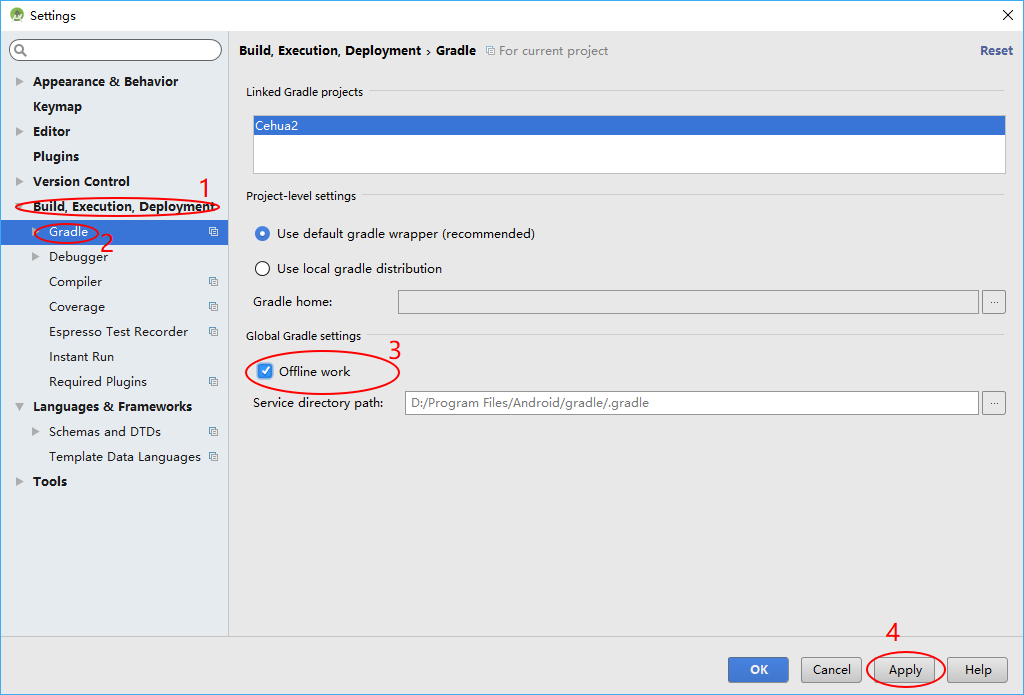 Settings
Build, Execution, Deployment › Gradle For current project Reset
Appearance & Behavior
Keymap
Editor
Plugins
Version Control
1
Build, Execution, Deployment
Gradle
2
Debugger
Compiler
Coverage
Espresso Test Recorder
Instant Run
Required Plugins
Languages & Frameworks
Schemas and DTDs
Template Data Languages
Tools
Linked Gradle projects
Cehua2
Project-level settings
Use default gradle wrapper (recommended)
Use local gradle distribution
Gradle home:
...
Global Gradle settings
3
Offline work
Service directory path: D:/Program Files/Android/gradle/.gradle ...
4
OK Cancel Apply Help